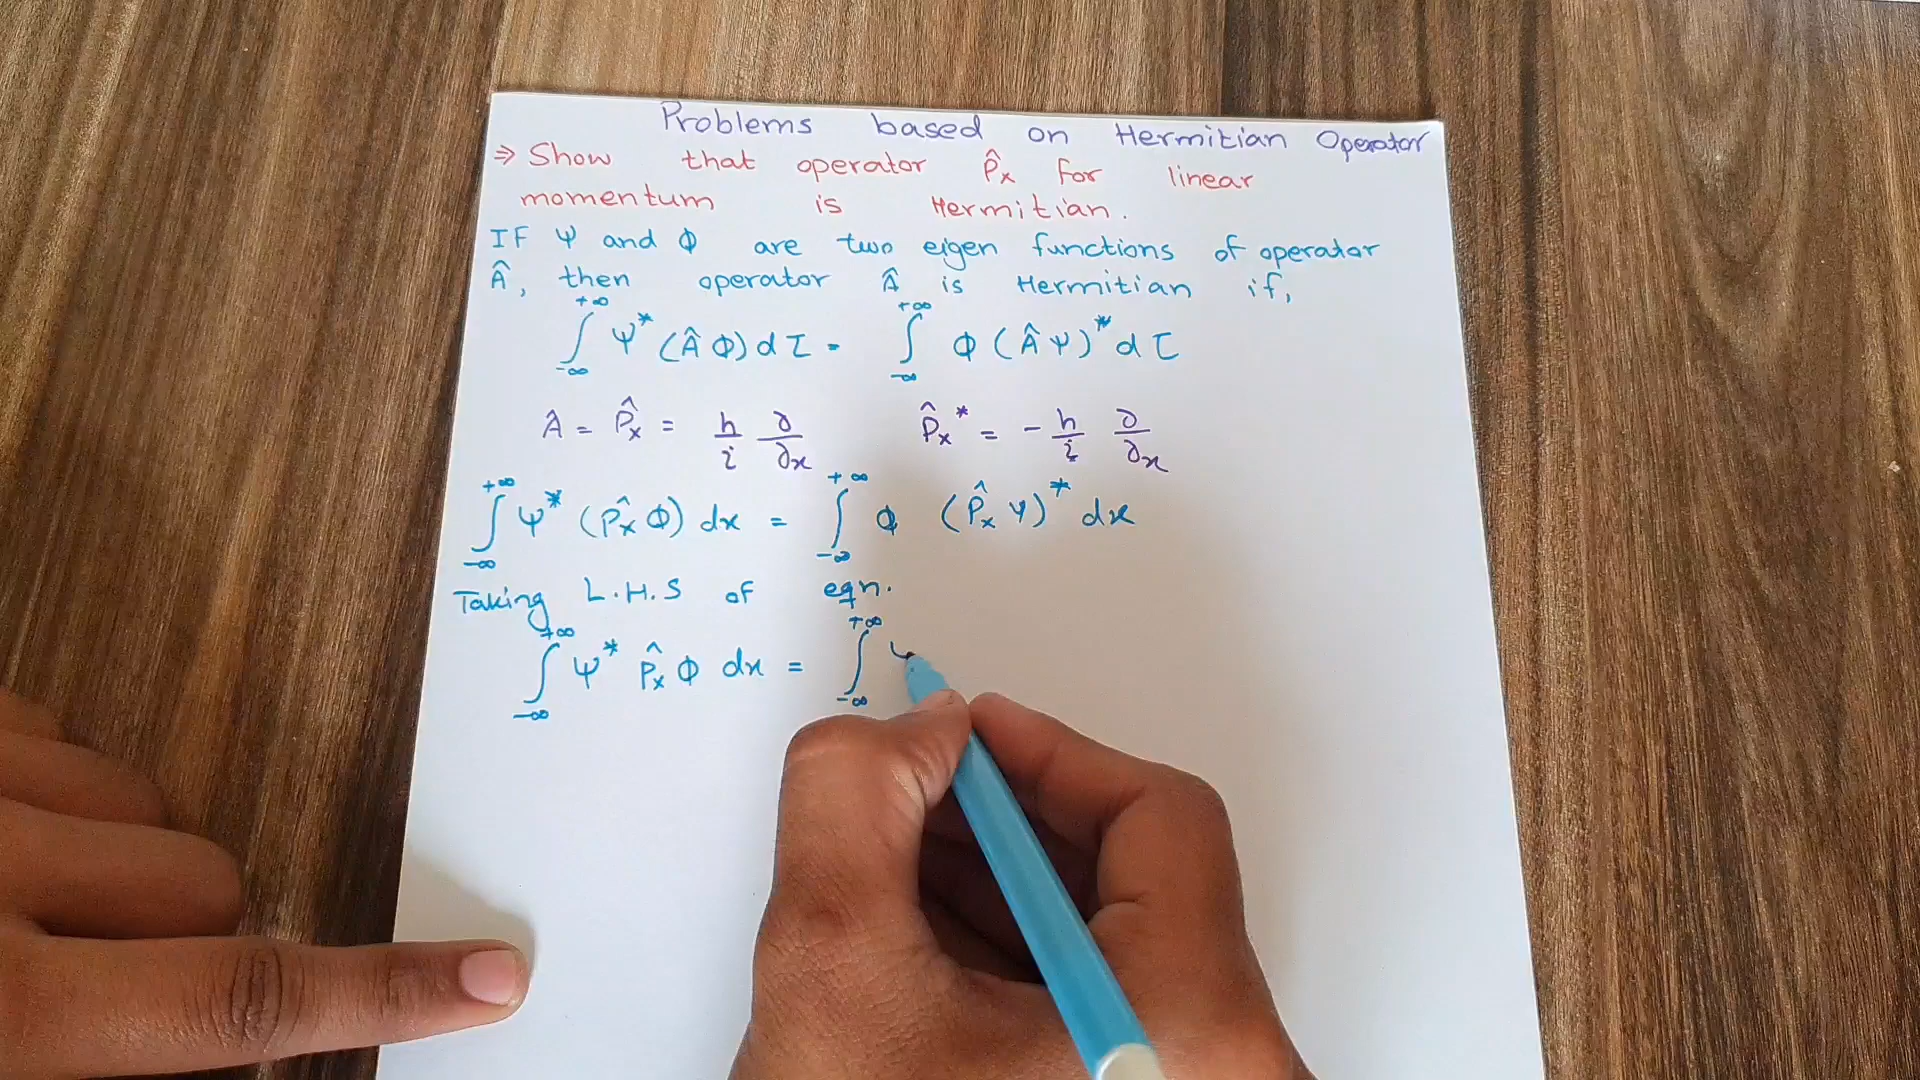 Problems based on Hermitian Operator
⇒ Show that operator P̂x for linear
momentum is Hermitian.
If ψ and ϕ are two eigen functions of operator
Â, then operator Â is Hermitian if,
∫_{-∞}^{+∞} ψ* (Â ϕ) dτ = ∫_{-∞}^{+∞} ϕ (Â ψ)* dτ
Â = P̂x = h/i ∂/∂x P̂x* = - h/i ∂/∂x
∫_{-∞}^{+∞} ψ* (P̂x ϕ) dx = ∫_{-∞}^{+∞} ϕ (P̂x ψ)* dx
Taking L.H.S of eqn.
∫_{-∞}^{+∞} ψ* P̂x ϕ dx = ∫_{-∞}^{+∞}